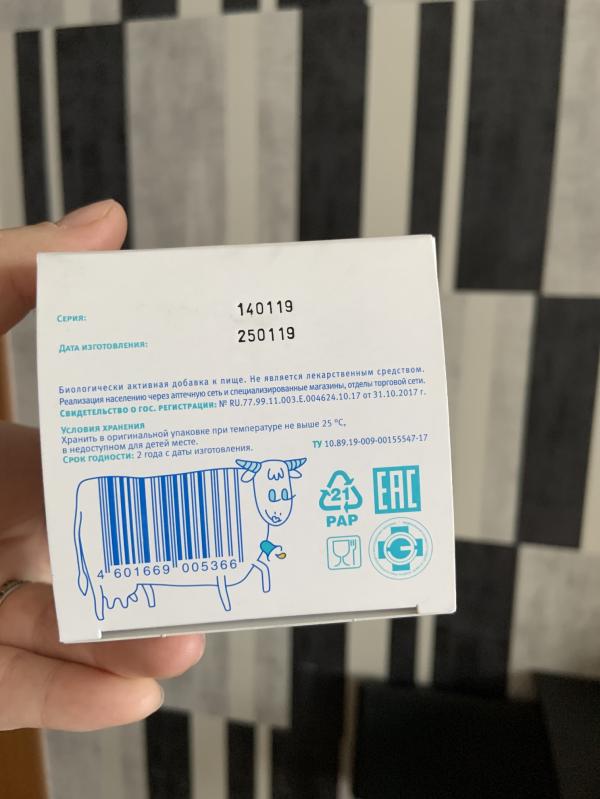 Серия: 140119
Дата изготовления: 250119
Биологически активная добавка к пище. Не является лекарственным средством.
Реализация населению через аптечную сеть и специализированные магазины, отделы торговой сети.
Свидетельство о гос. регистрации: № RU.77.99.11.003.Е.004624.10.17 от 31.10.2017 г.
Условия хранения
Хранить в оригинальной упаковке при температуре не выше 25 °С,
в недоступном для детей месте.
Срок годности: 2 года с даты изготовления.
ТУ 10.89.19-009-00155547-17
21
PAP
EAC
4 601669 005366